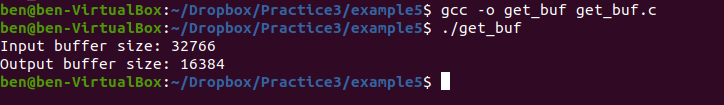 ben@ben-VirtualBox:~/Dropbox/Practice3/example5$ gcc -o get_buf get_buf.c
ben@ben-VirtualBox:~/Dropbox/Practice3/example5$ ./get_buf
Input buffer size: 32766
Output buffer size: 16384
ben@ben-VirtualBox:~/Dropbox/Practice3/example5$